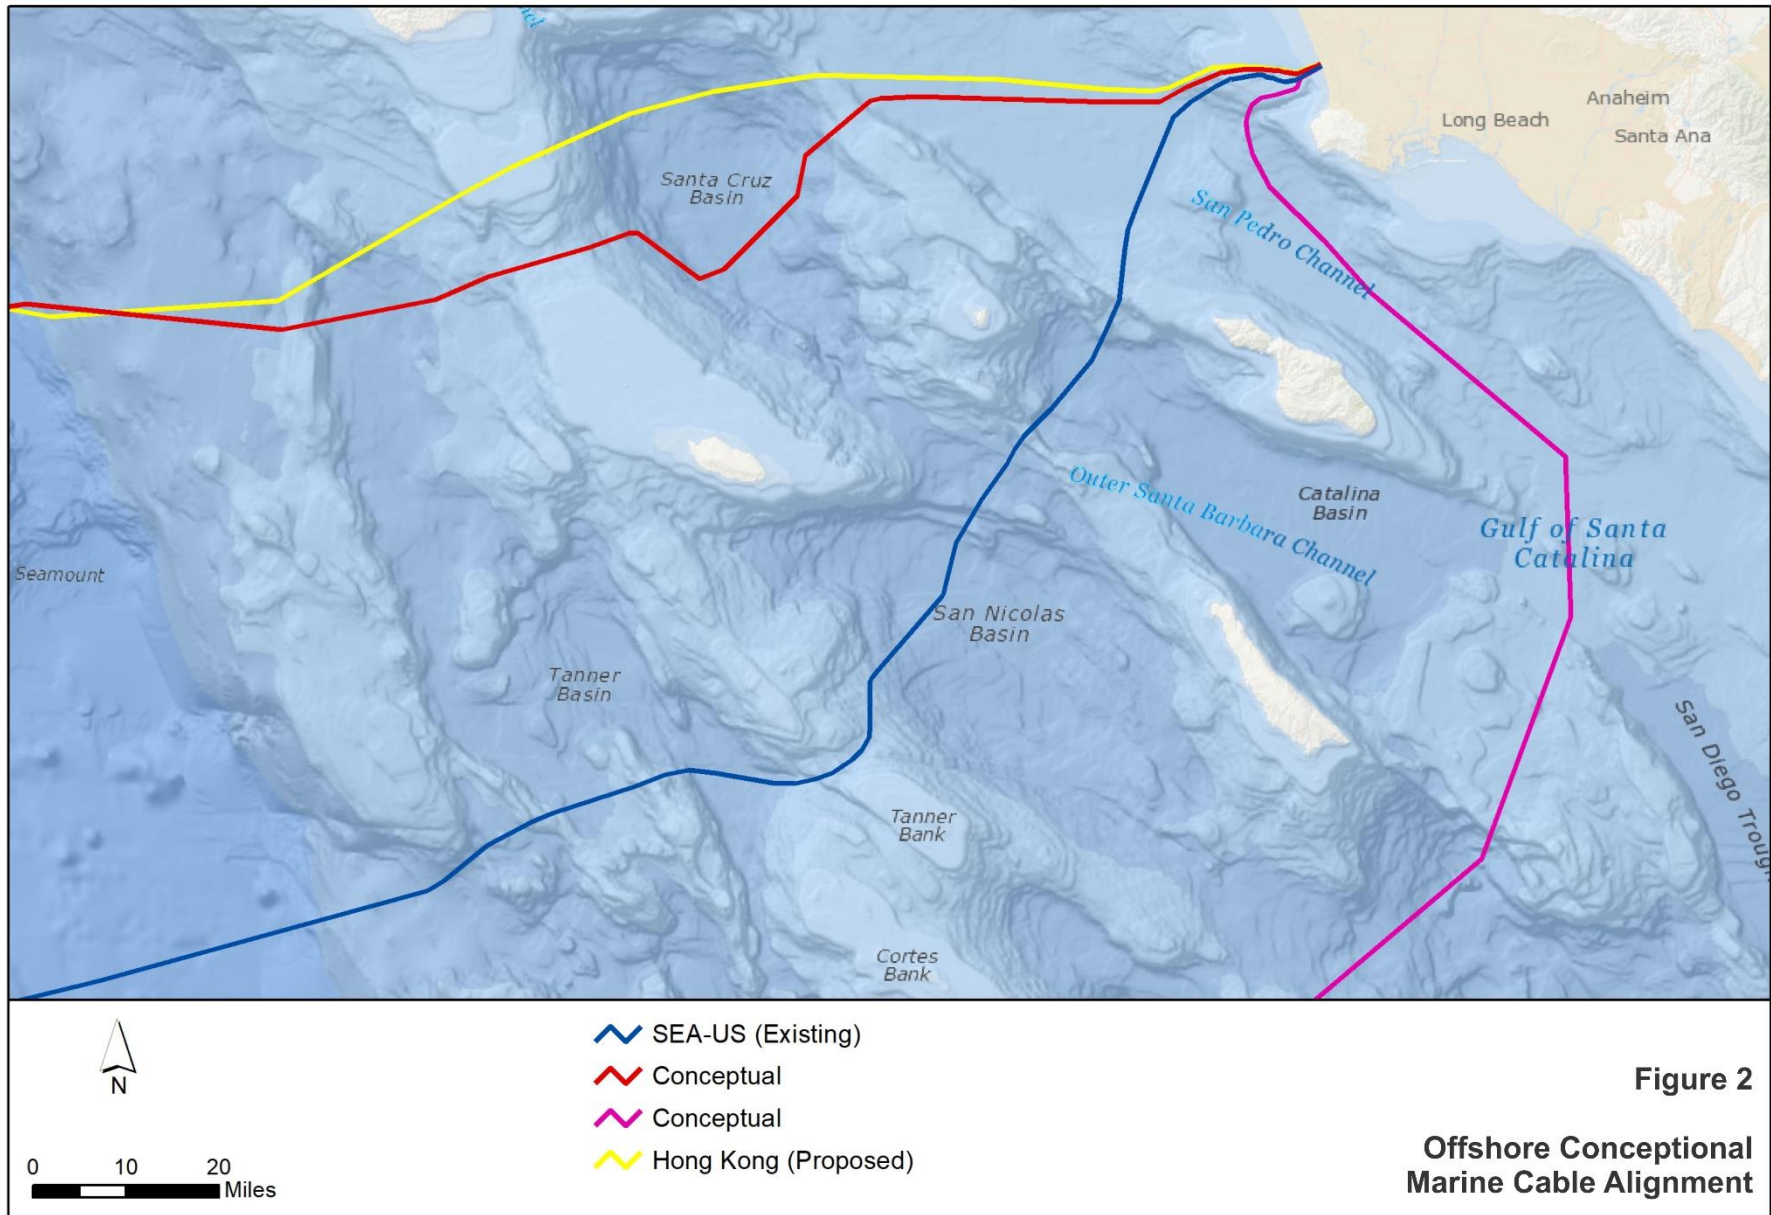 Anaheim
Long Beach
Santa Ana
Santa Cruz
Basin
San Pedro Channel
Outer Santa Barbara Channel
Catalina
Basin
Gulf of Santa
Catalina
Seamount
San Nicolas
Basin
Tanner
Basin
San Diego Trough
Tanner
Bank
Cortes
Bank
N
SEA-US (Existing)
Conceptual
Conceptual
Hong Kong (Proposed)
0 10 20
Miles
Figure 2
Offshore Conceptional
Marine Cable Alignment